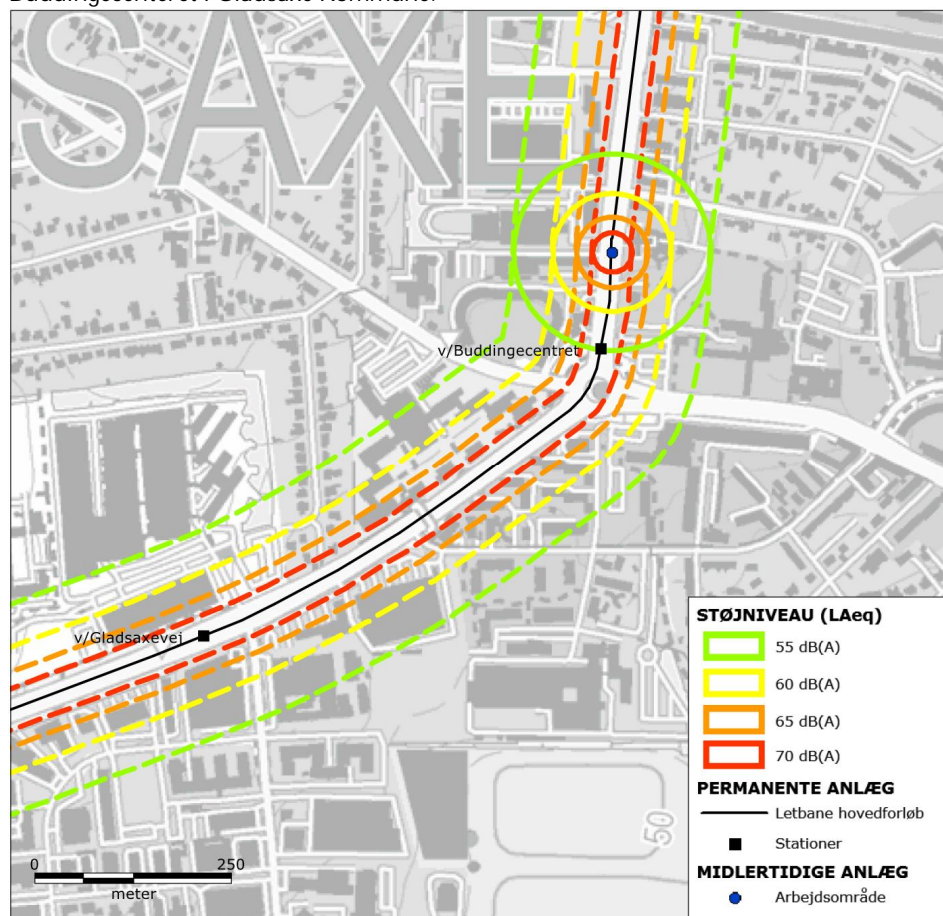 SAXE
v/Buddingecentret
v/Gladsaxevej
50
0 250
meter
STØJNIVEAU (LAeq)
55 dB(A)
60 dB(A)
65 dB(A)
70 dB(A)
PERMANENTE ANLÆG
Letbane hovedforløb
Stationer
MIDLERTIDIGE ANLÆG
Arbejdsområde